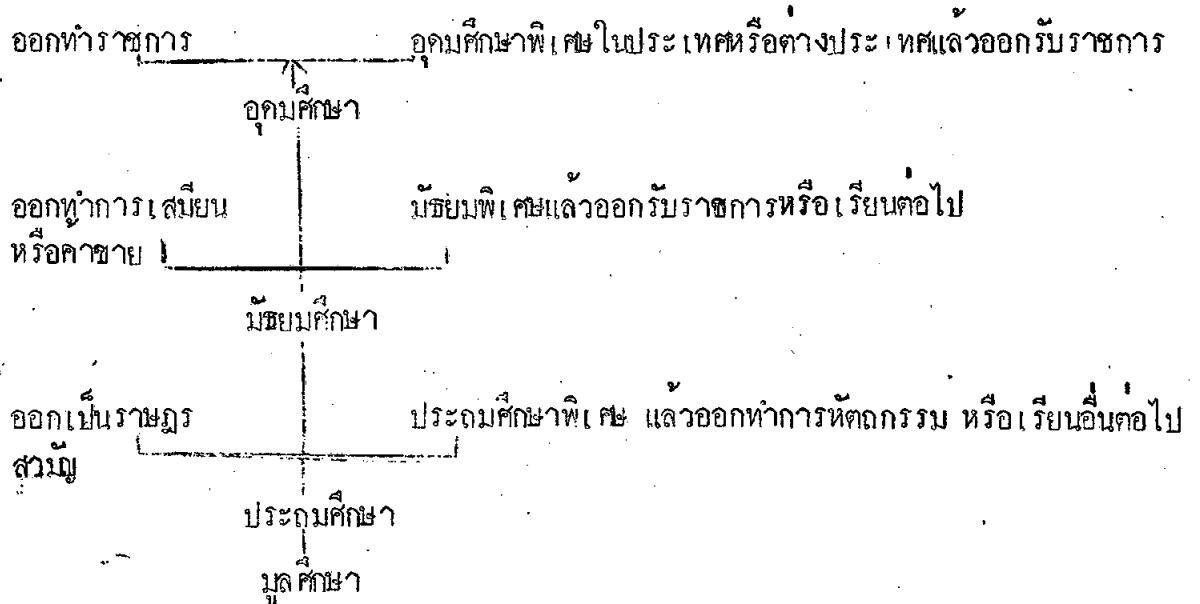 ออกทำราชการ อุดมศึกษาพิเศษในประเทศหรือต่างประเทศแล้วออกรับราชการ
อุดมศึกษา
ออกทำการเสมียน มัธยมพิเศษแล้วออกรับราชการหรือเรียนต่อไป
หรือค้าขาย
มัธยมศึกษา
ออกเป็นราษฎร ประถมศึกษาพิเศษ แล้วออกทำการหัตถกรรม หรือเรียนอื่นต่อไป
สามัญ
ประถมศึกษา
มูลศึกษา